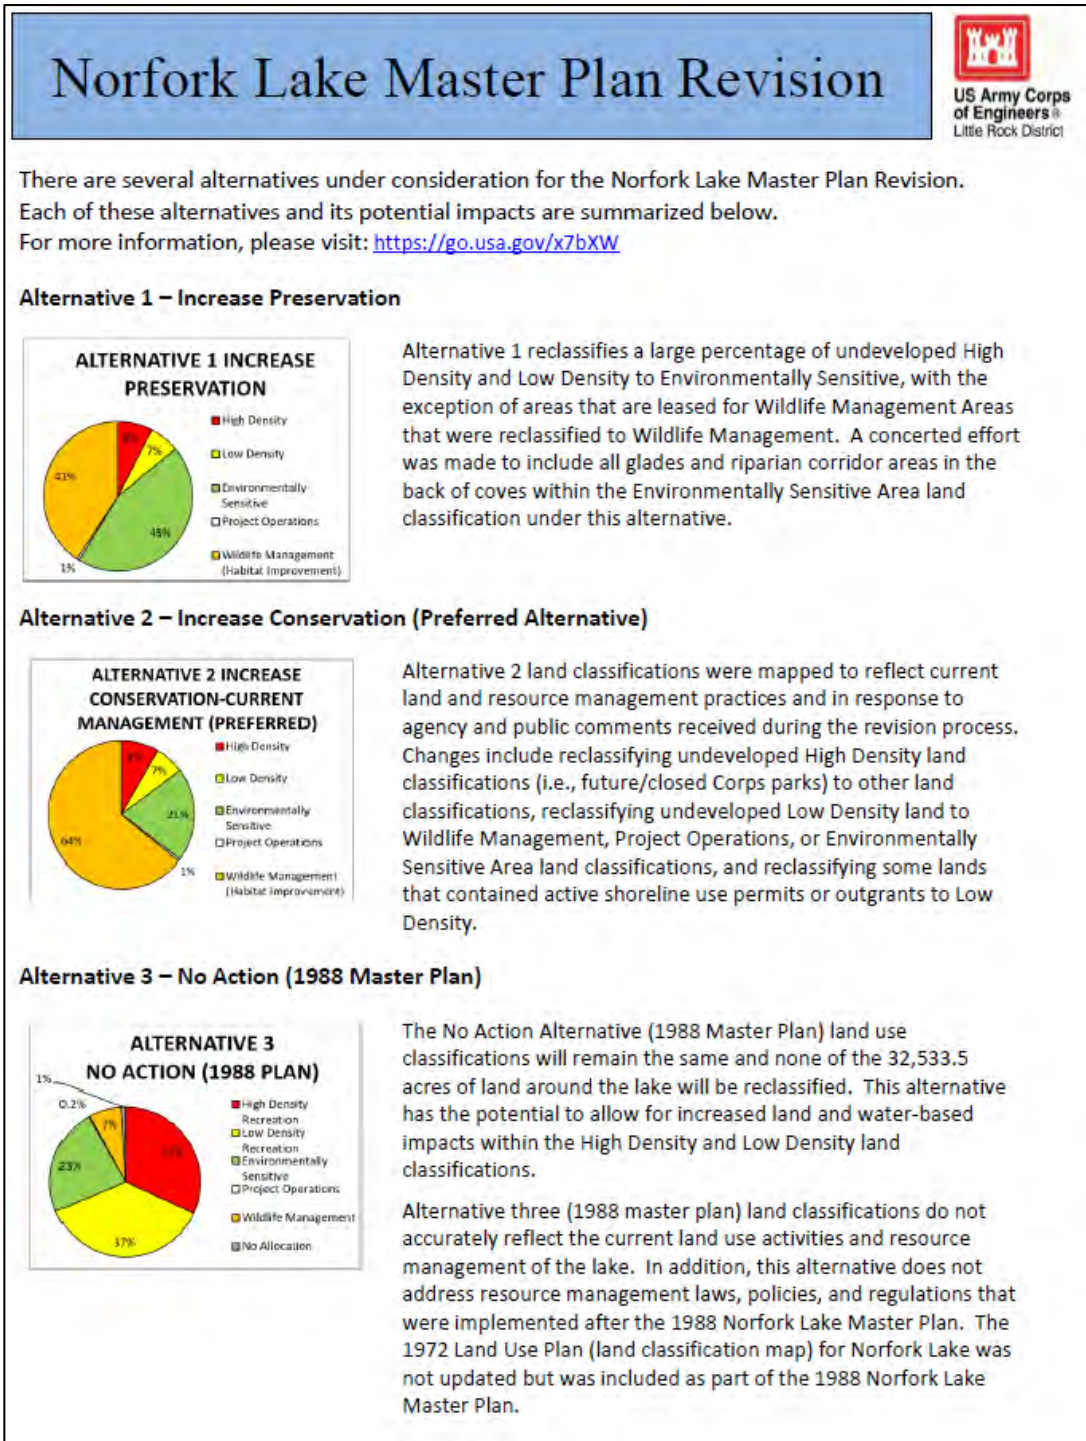 Norfork Lake Master Plan Revision
US Army Corps
of Engineers®
Little Rock District
There are several alternatives under consideration for the Norfork Lake Master Plan Revision.
Each of these alternatives and its potential impacts are summarized below.
For more information, please visit: https://go.usa.gov/x7bXW
Alternative 1 – Increase Preservation
ALTERNATIVE 1 INCREASE
PRESERVATION
High Density
Low Density
Environmentally
Sensitive
Project Operations
Wildlife Management
(Habitat Improvement)
8%
7%
1%
Alternative 1 reclassifies a large percentage of undeveloped High
Density and Low Density to Environmentally Sensitive, with the
exception of areas that are leased for Wildlife Management Areas
that were reclassified to Wildlife Management. A concerted effort
was made to include all glades and riparian corridor areas in the
back of coves within the Environmentally Sensitive Area land
classification under this alternative.
Alternative 2 – Increase Conservation (Preferred Alternative)
ALTERNATIVE 2 INCREASE
CONSERVATION-CURRENT
MANAGEMENT (PREFERRED)
High Density
Low Density
Environmentally
Sensitive
Project Operations
Wildlife Management
(Habitat Improvement)
8%
7%
21%
1%
64%
Alternative 2 land classifications were mapped to reflect current
land and resource management practices and in response to
agency and public comments received during the revision process.
Changes include reclassifying undeveloped High Density land
classifications (i.e., future/closed Corps parks) to other land
classifications, reclassifying undeveloped Low Density land to
Wildlife Management, Project Operations, or Environmentally
Sensitive Area land classifications, and reclassifying some lands
that contained active shoreline use permits or outgrants to Low
Density.
Alternative 3 – No Action (1988 Master Plan)
ALTERNATIVE 3
NO ACTION (1988 PLAN)
1%
0.2%
7%
23%
37%
High Density
Recreation
Low Density
Recreation
Environmentally
Sensitive
Project Operations
Wildlife Management
No Allocation
The No Action Alternative (1988 Master Plan) land use
classifications will remain the same and none of the 32,533.5
acres of land around the lake will be reclassified. This alternative
has the potential to allow for increased land and water-based
impacts within the High Density and Low Density land
classifications.
Alternative three (1988 master plan) land classifications do not
accurately reflect the current land use activities and resource
management of the lake. In addition, this alternative does not
address resource management laws, policies, and regulations that
were implemented after the 1988 Norfork Lake Master Plan. The
1972 Land Use Plan (land classification map) for Norfork Lake was
not updated but was included as part of the 1988 Norfork Lake
Master Plan.